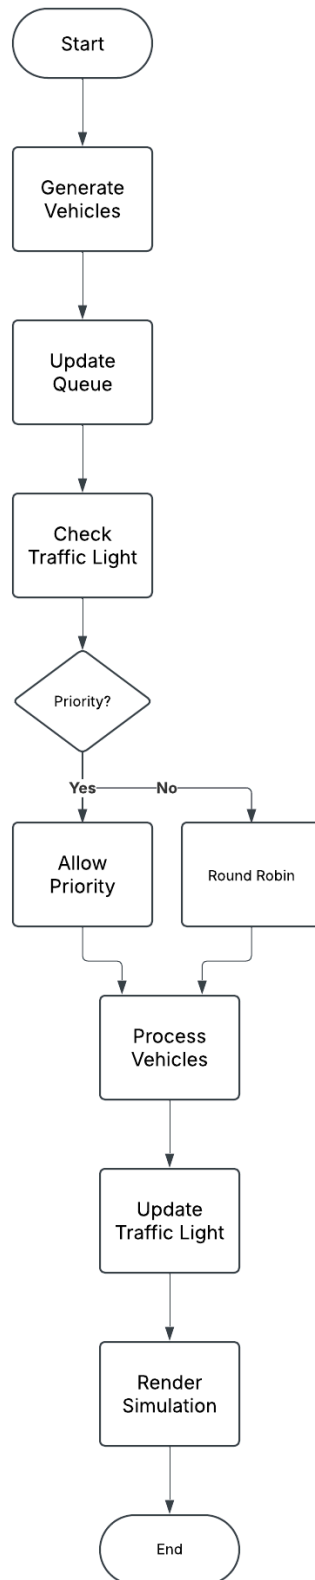 Start
Generate
Vehicles
Update
Queue
Check
Traffic Light
Priority?
Yes
No
Allow
Priority
Round Robin
Process
Vehicles
Update
Traffic Light
Render
Simulation
End